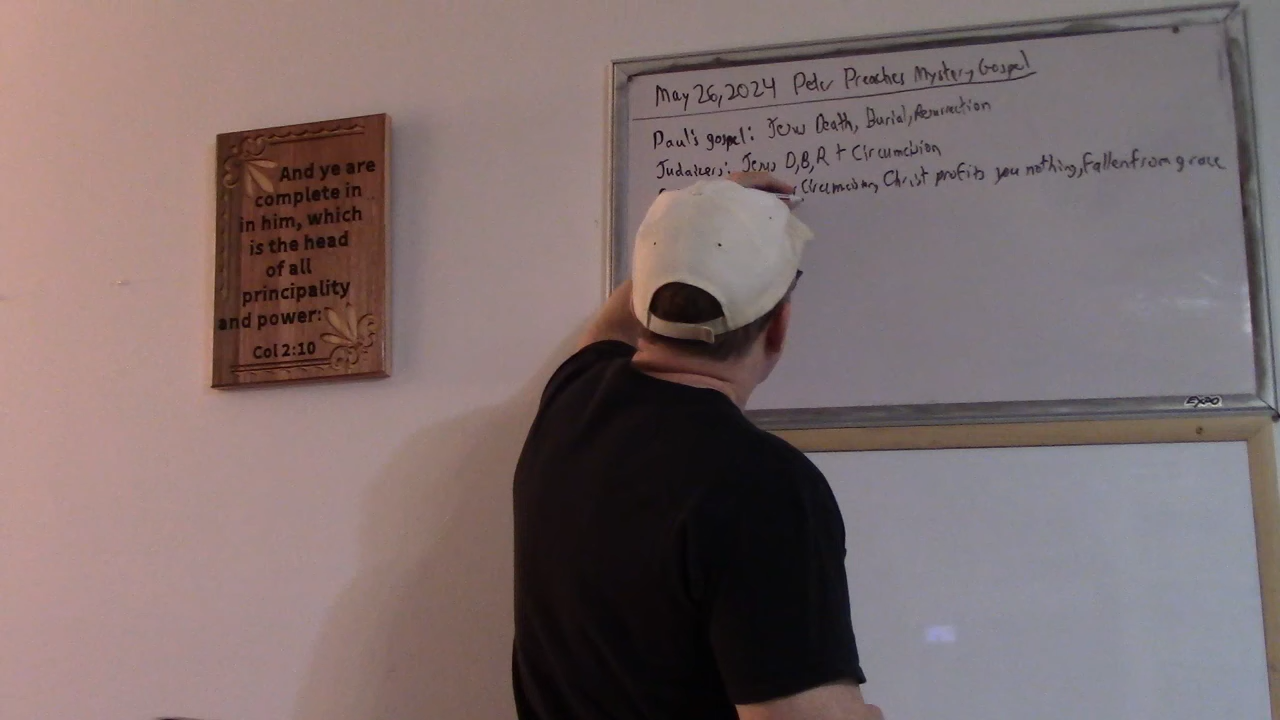 And ye are
complete in
in him, which
is the head
of all
principality
and power:
Col 2:10
May 26, 2024 Peter Preaches Mystery Gospel
Paul's gospel: Jesus Death, Burial, Resurrection
Judaizers: Jesus D, B, R + Circumcision
Circumcision, Christ profits you nothing, Fallen from grace
EXPO